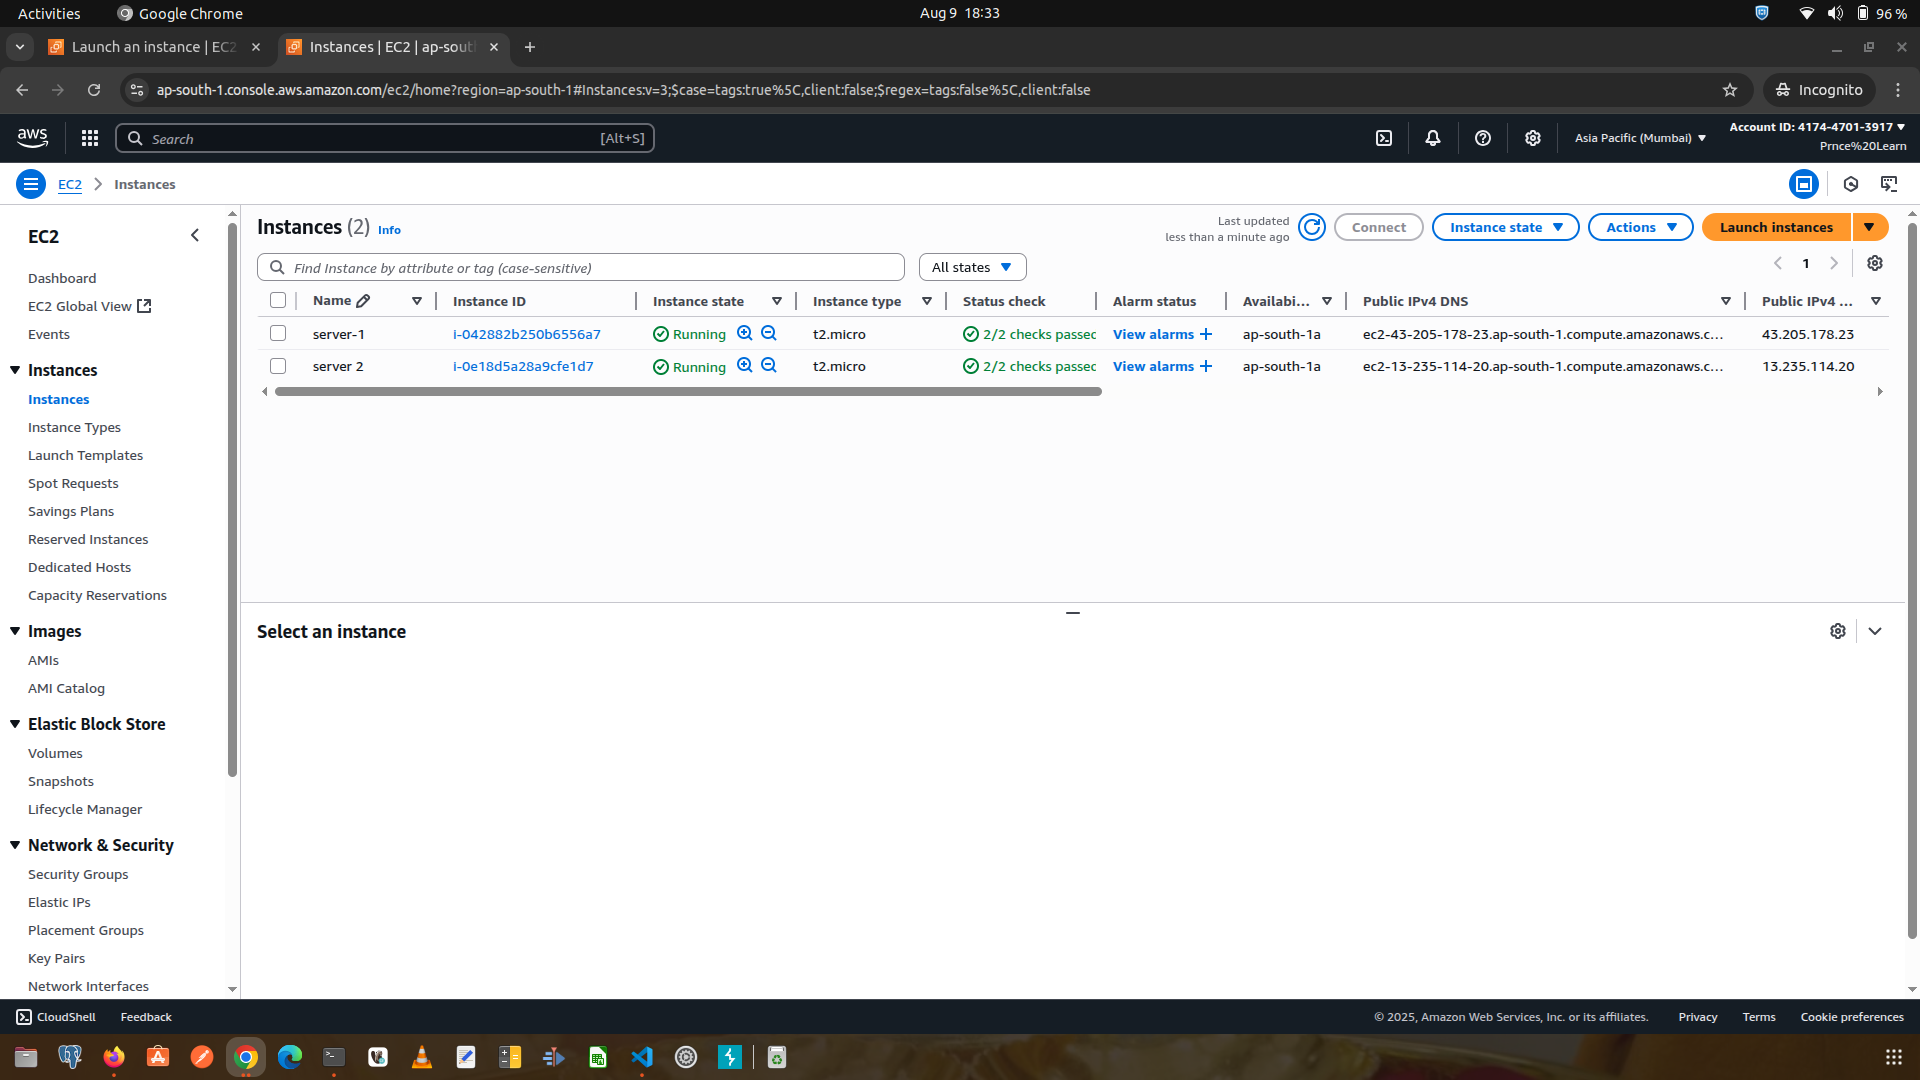 Activities
Google Chrome
Aug 9 18:33
96 %
Launch an instance | EC2
Instances | EC2 | ap-sout
ap-south-1.console.aws.amazon.com/ec2/home?region=ap-south-1#Instances:v=3;$case=tags:true%5C,client:false;$regex=tags:false%5C,client:false
Incognito
aws
Search
[Alt+S]
Asia Pacific (Mumbai)
Account ID: 4174-4701-3917
Prnce%20Learn
EC2
Instances
EC2
Dashboard
EC2 Global View
Events
Instances
Instances
Instance Types
Launch Templates
Spot Requests
Savings Plans
Reserved Instances
Dedicated Hosts
Capacity Reservations
Images
AMIs
AMI Catalog
Elastic Block Store
Volumes
Snapshots
Lifecycle Manager
Network & Security
Security Groups
Elastic IPs
Placement Groups
Key Pairs
Network Interfaces
Instances (2) Info
Last updated
less than a minute ago
Connect
Instance state
Actions
Launch instances
Find Instance by attribute or tag (case-sensitive)
All states
1
Name Instance ID Instance state Instance type Status check Alarm status Availabi... Public IPv4 DNS Public IPv4 ...
server-1 i-042882b250b6556a7 Running t2.micro 2/2 checks passec View alarms + ap-south-1a ec2-43-205-178-23.ap-south-1.compute.amazonaws.c... 43.205.178.23
server 2 i-0e18d5a28a9cfe1d7 Running t2.micro 2/2 checks passec View alarms + ap-south-1a ec2-13-235-114-20.ap-south-1.compute.amazonaws.c... 13.235.114.20
Select an instance
CloudShell
Feedback
© 2025, Amazon Web Services, Inc. or its affiliates.
Privacy
Terms
Cookie preferences